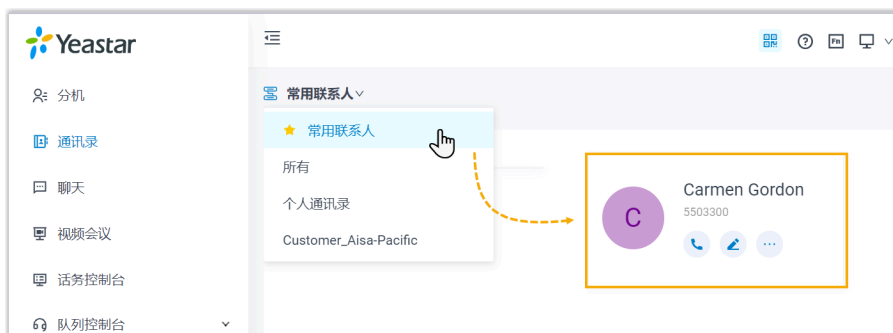 Yeastar
分机
通讯录
聊天
视频会议
话务控制台
队列控制台
Fn
常用联系人
常用联系人
所有
个人通讯录
Customer_Aisa-Pacific
C
Carmen Gordon
5503300